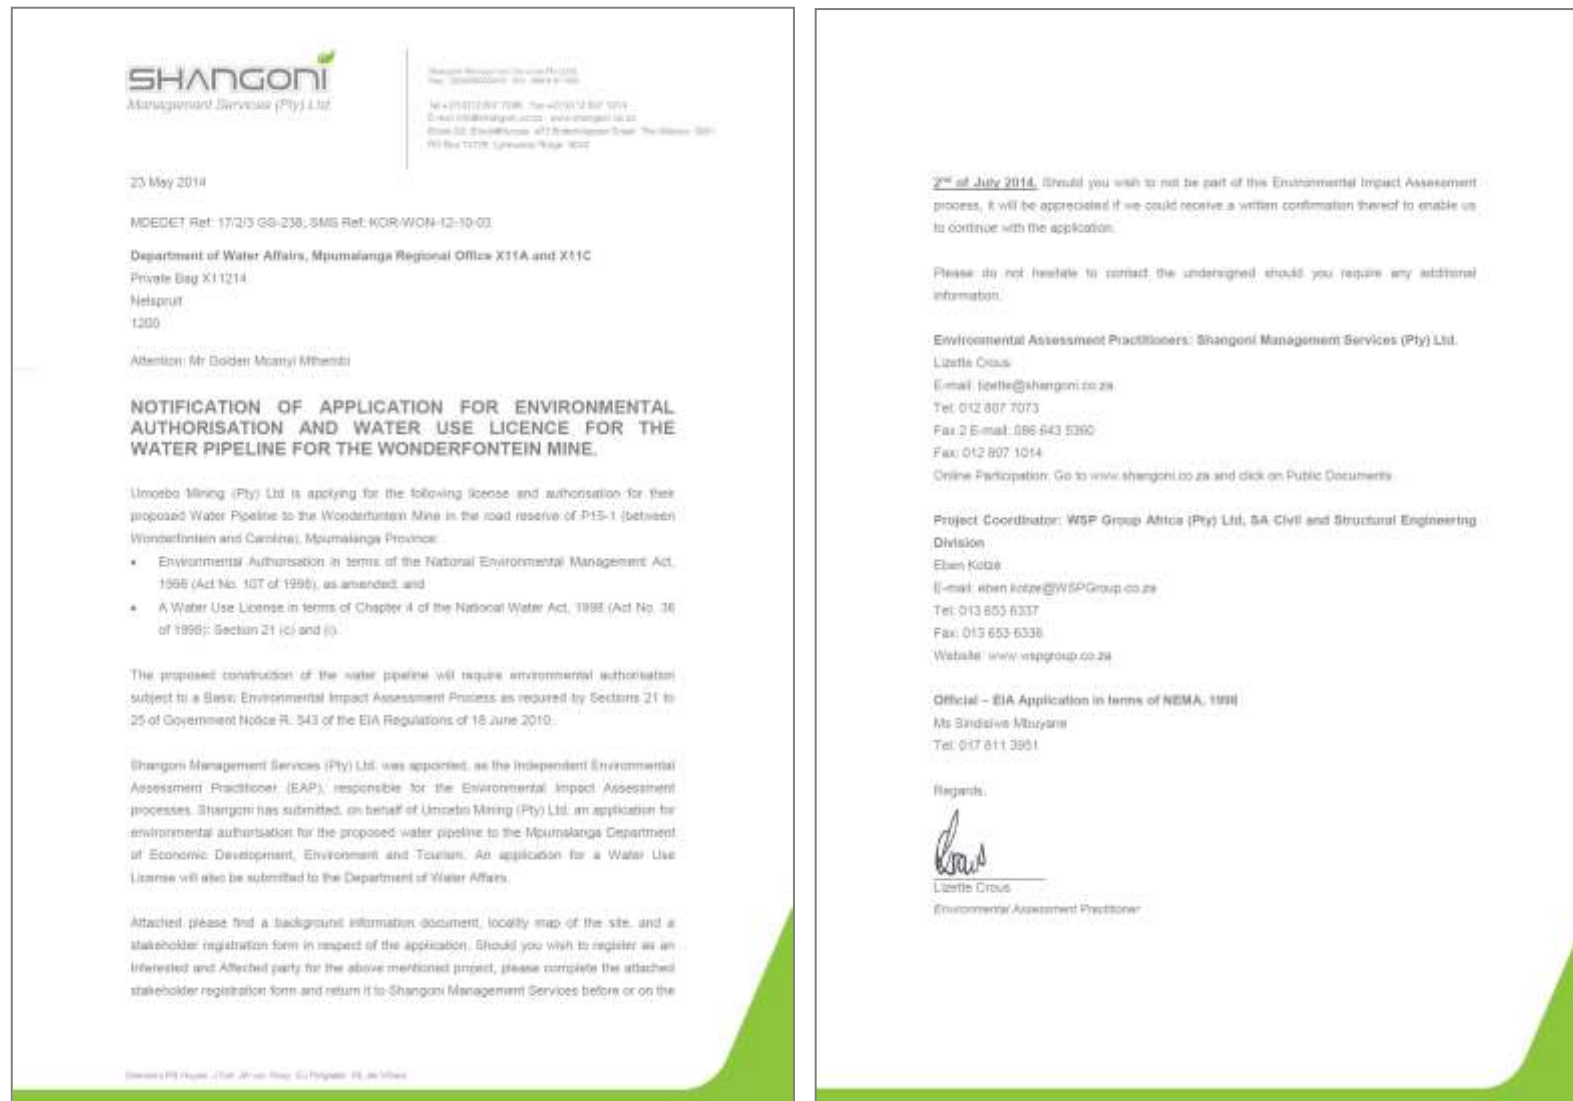 SHANGONI
Management Services (Pty) Ltd
23 May 2014
MDEDET Ref: 17/2/3 GS-238; SMS Ref: KOR-WON-12-10-03
Department of Water Affairs, Mpumalanga Regional Office X11A and X11C
Private Bag X11214
Nelspruit
1200
Attention: Mr Golden Mthembi
NOTIFICATION OF APPLICATION FOR ENVIRONMENTAL
AUTHORISATION AND WATER USE LICENCE FOR THE
WATER PIPELINE FOR THE WONDERFONTEIN MINE.
Umcebo Mining (Pty) Ltd is applying for the following license and authorisation for their
proposed Water Pipeline to the Wonderfontein Mine in the road reserve of P15-1 (between
Wonderfontein and Carolina), Mpumalanga Province:
• Environmental Authorisation in terms of the National Environmental Management Act,
1998 (Act No. 107 of 1998), as amended; and
• A Water Use License in terms of Chapter 4 of the National Water Act, 1998 (Act No. 36
of 1998): Section 21 (c) and (i).
The proposed construction of the water pipeline will require environmental authorisation
subject to a Basic Environmental Impact Assessment Process as required by Sections 21 to
25 of Government Notice R. 543 of the EIA Regulations of 18 June 2010.
Shangoni Management Services (Pty) Ltd. was appointed, as the Independent Environmental
Assessment Practitioner (EAP), responsible for the Environmental Impact Assessment
processes. Shangoni has submitted, on behalf of Umcebo Mining (Pty) Ltd, an application for
environmental authorisation for the proposed water pipeline to the Mpumalanga Department
of Economic Development, Environment and Tourism. An application for a Water Use
License will also be submitted to the Department of Water Affairs.
Attached please find a background information document, locality map of the site, and a
stakeholder registration form in respect of the application. Should you wish to register as an
Interested and Affected party for the above mentioned project, please complete the attached
stakeholder registration form and return it to Shangoni Management Services before or on the
2nd of July 2014. Should you wish to not be part of this Environmental Impact Assessment
process, it will be appreciated if we could receive a written confirmation thereof to enable us
to continue with the application.
Please do not hesitate to contact the undersigned should you require any additional
information.
Environmental Assessment Practitioners: Shangoni Management Services (Pty) Ltd.
Lizette Crous
E-mail: lizette@shangoni.co.za
Tel: 012 807 7073
Fax 2 E-mail: 086 643 5360
Fax: 012 807 1014
Online Participation: Go to www.shangoni.co.za and click on Public Documents
Project Coordinator: WSP Group Africa (Pty) Ltd, SA Civil and Structural Engineering
Division
Eben Kotzé
E-mail: eben.kotze@WSPGroup.co.za
Tel: 013 653 6337
Fax: 013 653 6336
Website: www.wspgroup.co.za
Official – EIA Application in terms of NEMA, 1998
Ms Sindisiwe Mbuyane
Tel: 017 811 3951
Regards,
Lizette Crous
Environmental Assessment Practitioner